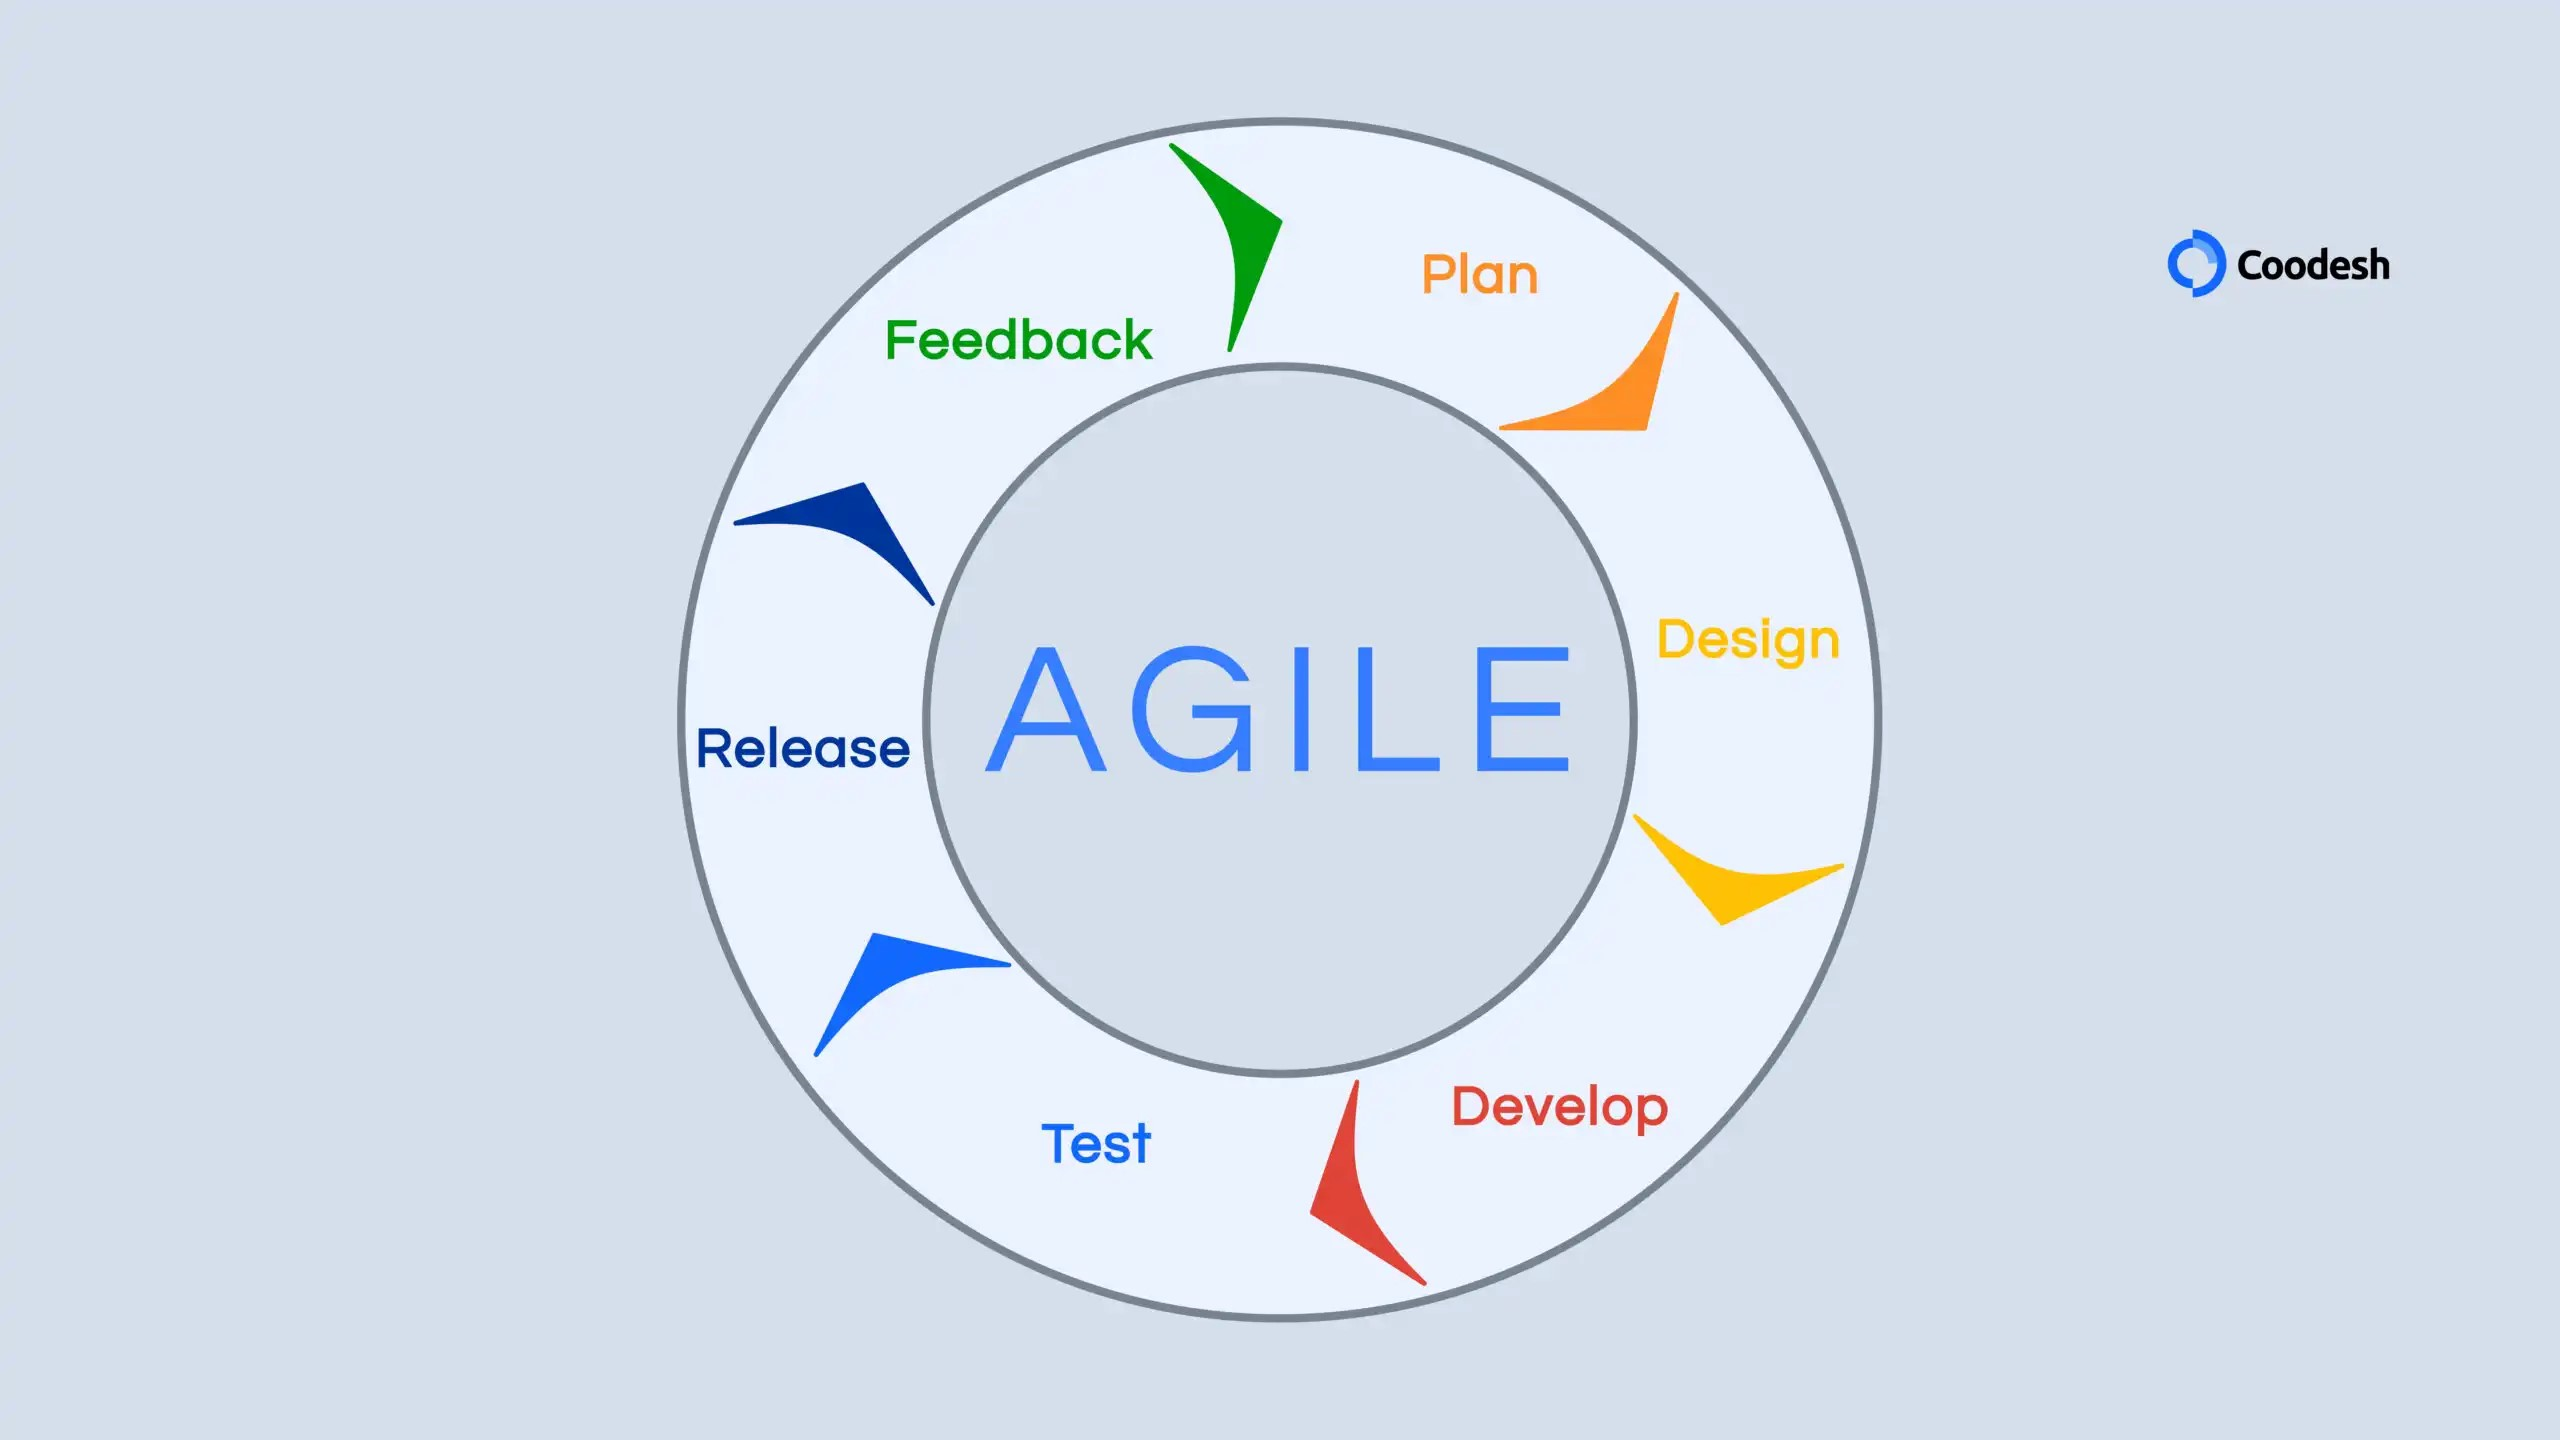 Plan
Coodesh
Feedback
Design
AGILE
Release
Develop
Test